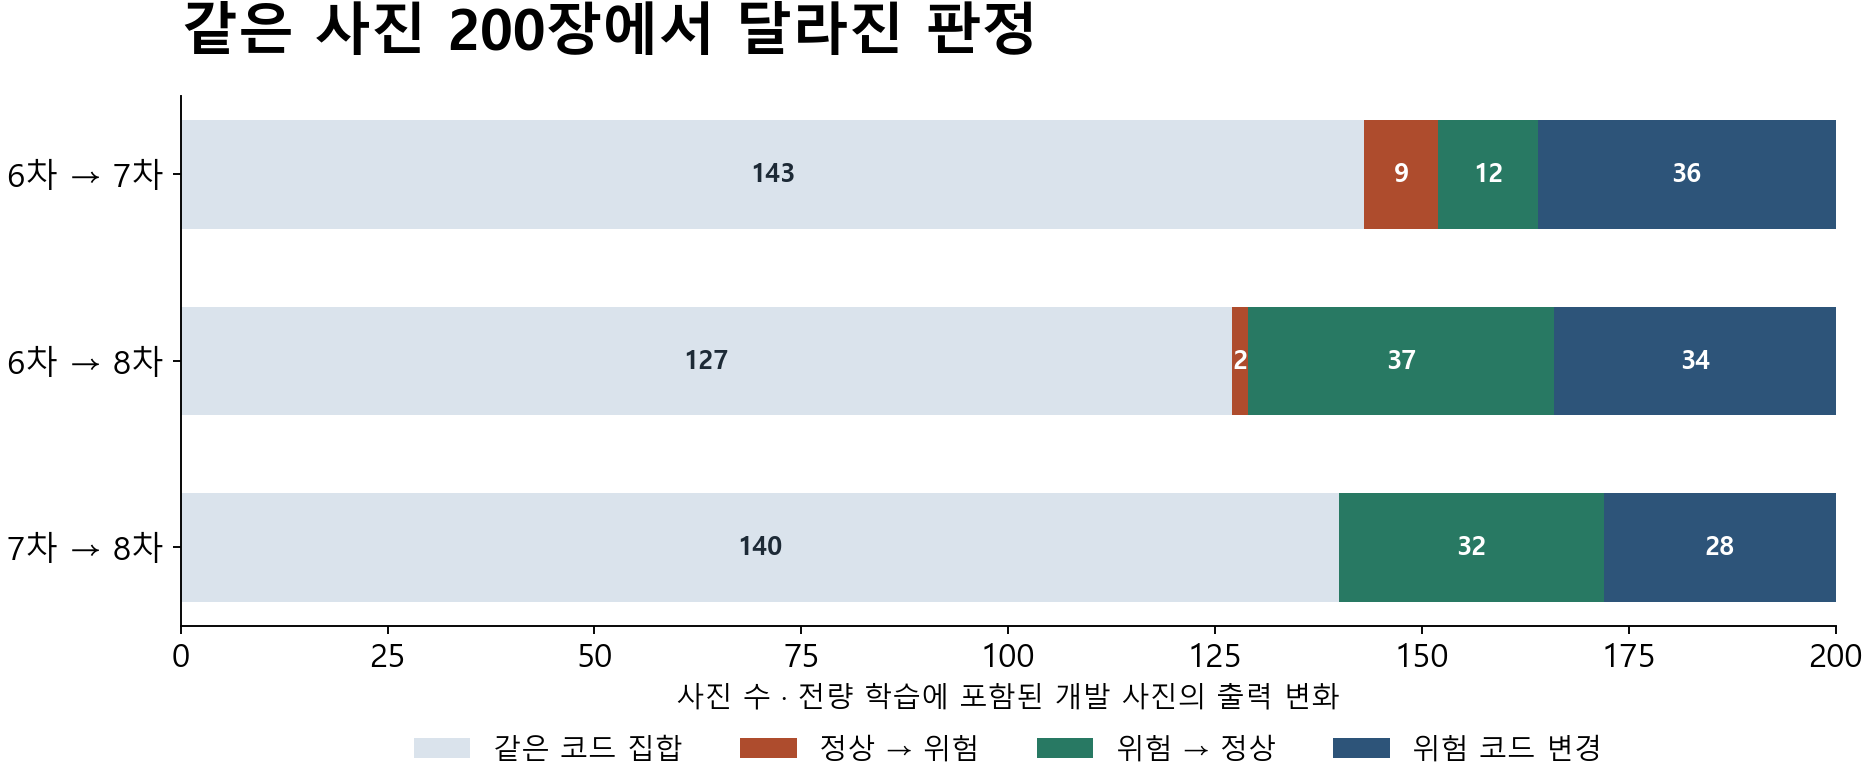 같은 사진 200장에서 달라진 판정
6차 → 7차
143
9
12
36
6차 → 8차
127
2
37
34
7차 → 8차
140
32
28
0 25 50 75 100 125 150 175 200
사진 수 · 전량 학습에 포함된 개발 사진의 출력 변화
같은 코드 집합 정상 → 위험 위험 → 정상 위험 코드 변경